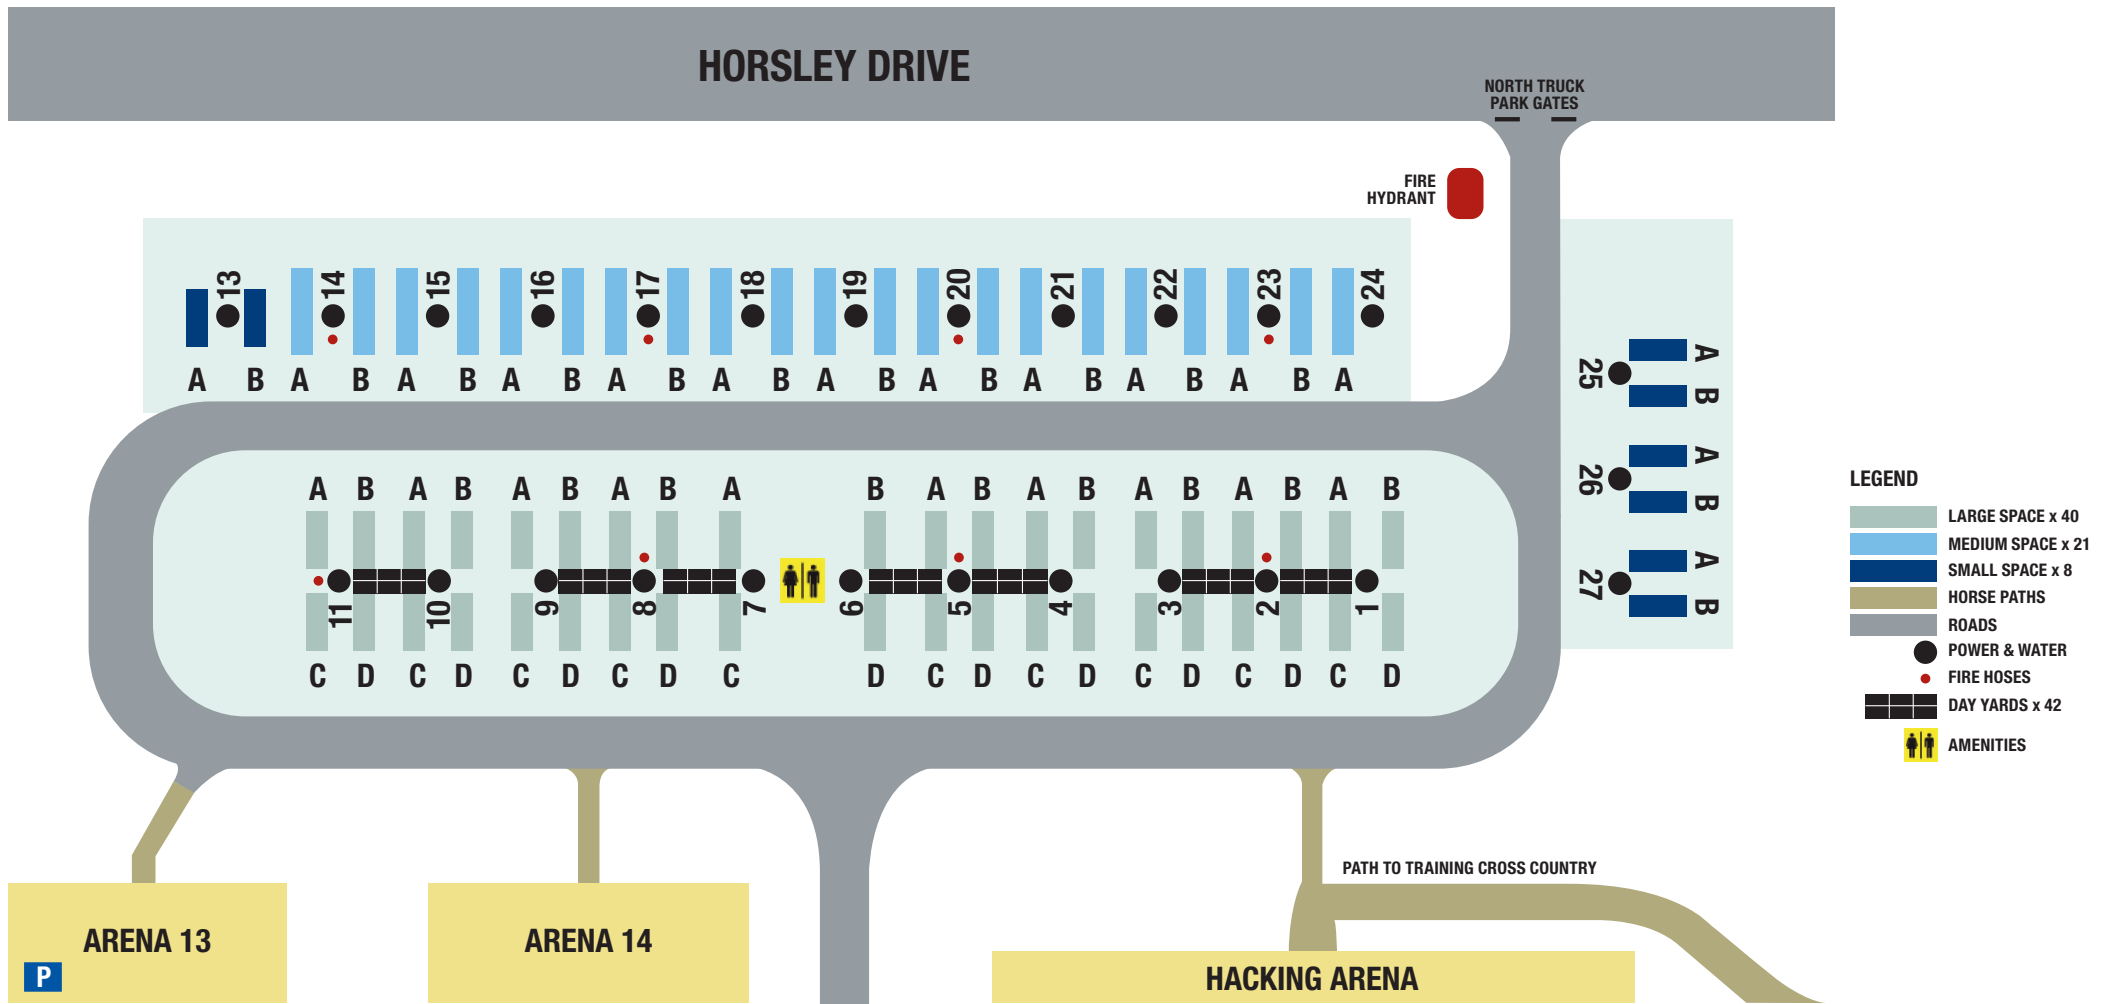 HORSLEY DRIVE
NORTH TRUCK
PARK GATES
FIRE
HYDRANT
13 14 15 16 17 18 19 20 21 22 23 24
A B A B A B A B A B A B A B A B A B A B A B A
25 A B
26 A B
27 A B
A B A B A B A B A B A B A B A B A B A B
11 10 9 8 7 6 5 4 3 2 1
C D C D C D C D C D C D C D C D C D C D
LEGEND
LARGE SPACE x 40
MEDIUM SPACE x 21
SMALL SPACE x 8
HORSE PATHS
ROADS
POWER & WATER
FIRE HOSES
DAY YARDS x 42
AMENITIES
PATH TO TRAINING CROSS COUNTRY
ARENA 13
P
ARENA 14
HACKING ARENA